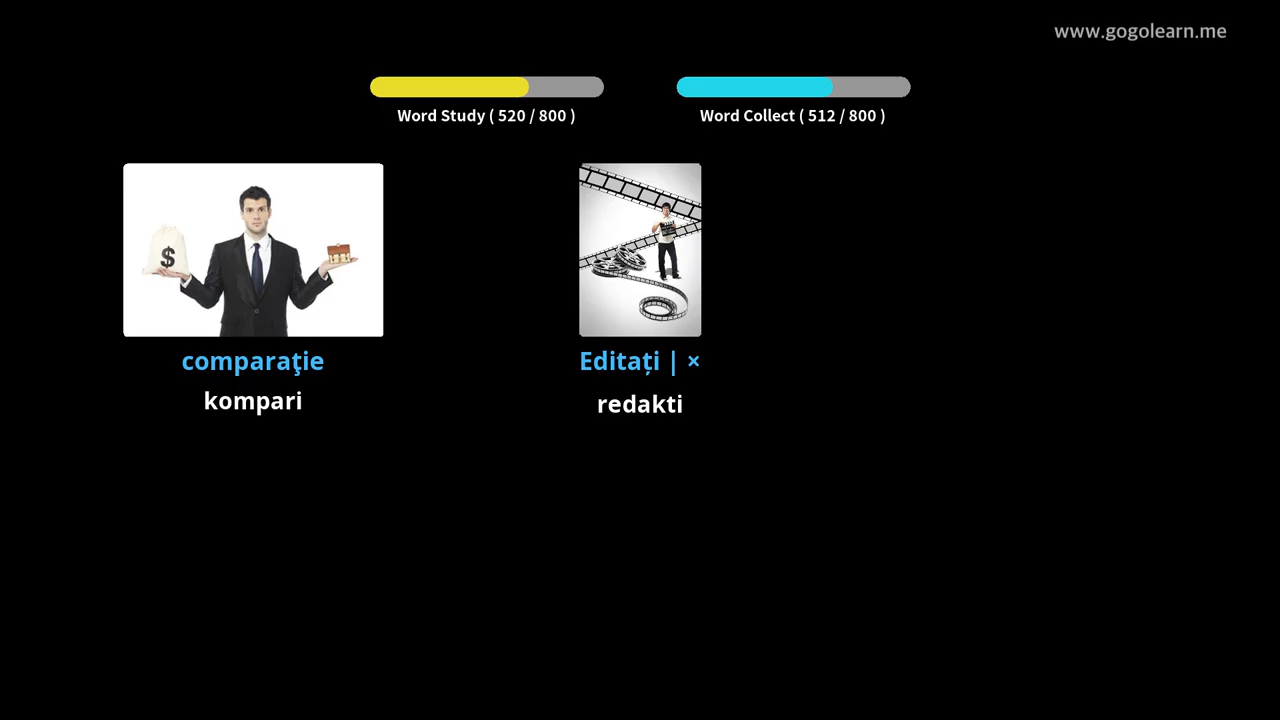 www.gogolearn.me
Word Study ( 520 / 800 )
Word Collect ( 512 / 800 )
$
comparaţie
kompari
Editați | ×
redakti